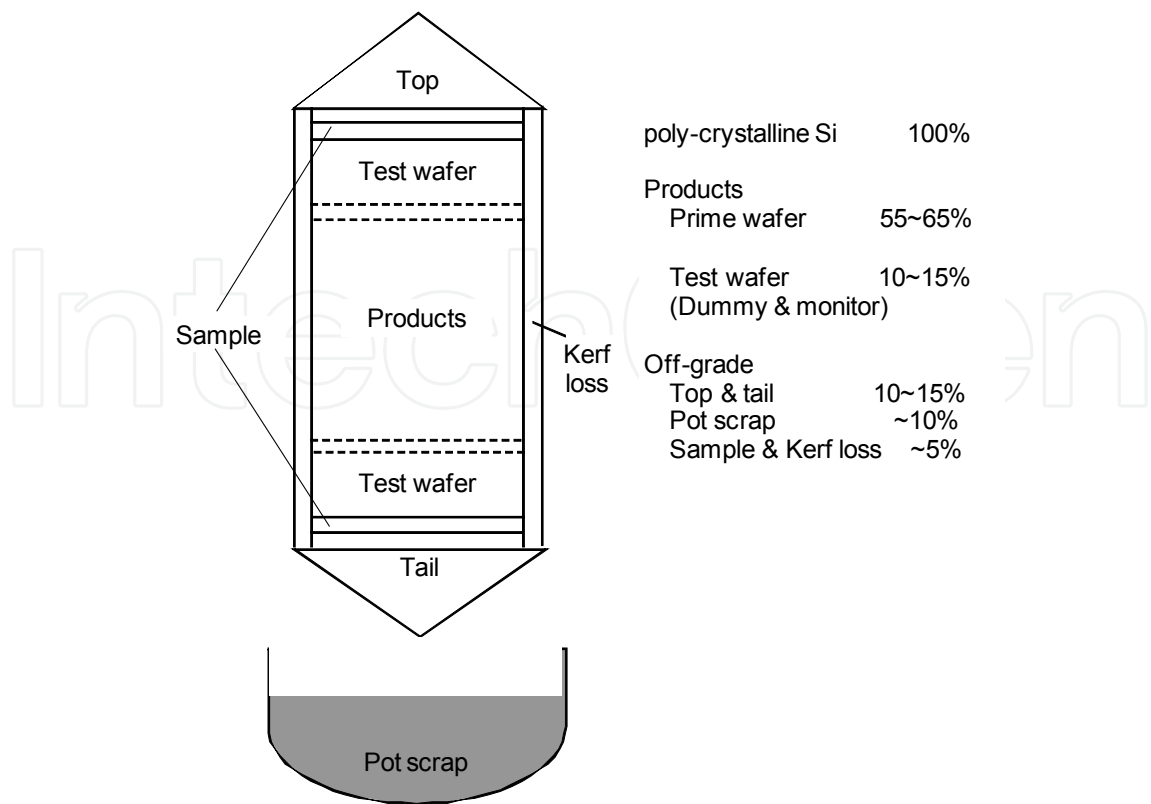 Top
Test wafer
Products
Sample
Kerf
loss
Test wafer
Tail
Pot scrap
poly-crystalline Si 100%
Products
Prime wafer 55~65%
Test wafer 10~15%
(Dummy & monitor)
Off-grade
Top & tail 10~15%
Pot scrap ~10%
Sample & Kerf loss ~5%